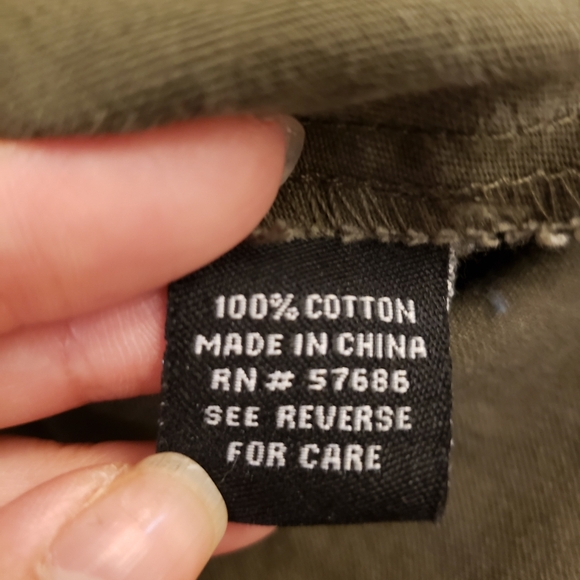 100% COTTON
MADE IN CHINA
RN # 57686
SEE REVERSE
FOR CARE